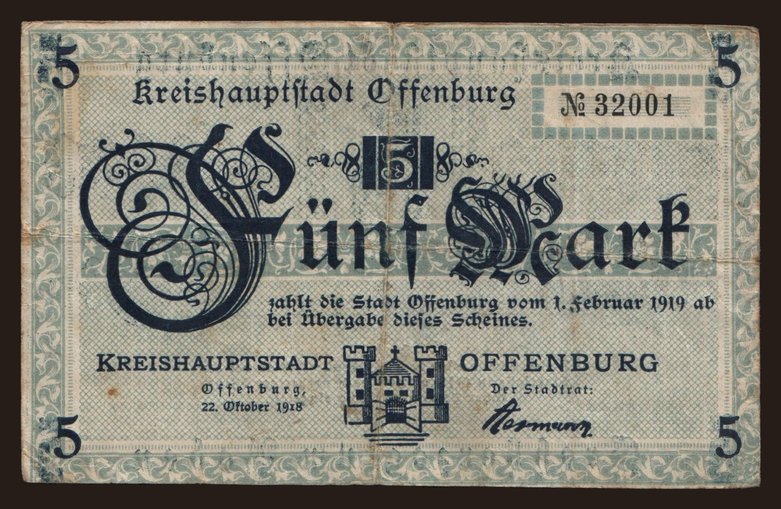 5 5
Kreishauptstadt Offenburg
№ 32001
5
Fünf Mark
zahlt die Stadt Offenburg vom 1. Februar 1919 ab
bei Übergabe dieses Scheines.
KREISHAUPTSTADT OFFENBURG
Offenburg,
22. Oktober 1918
Der Stadtrat:
Hermann
5 5